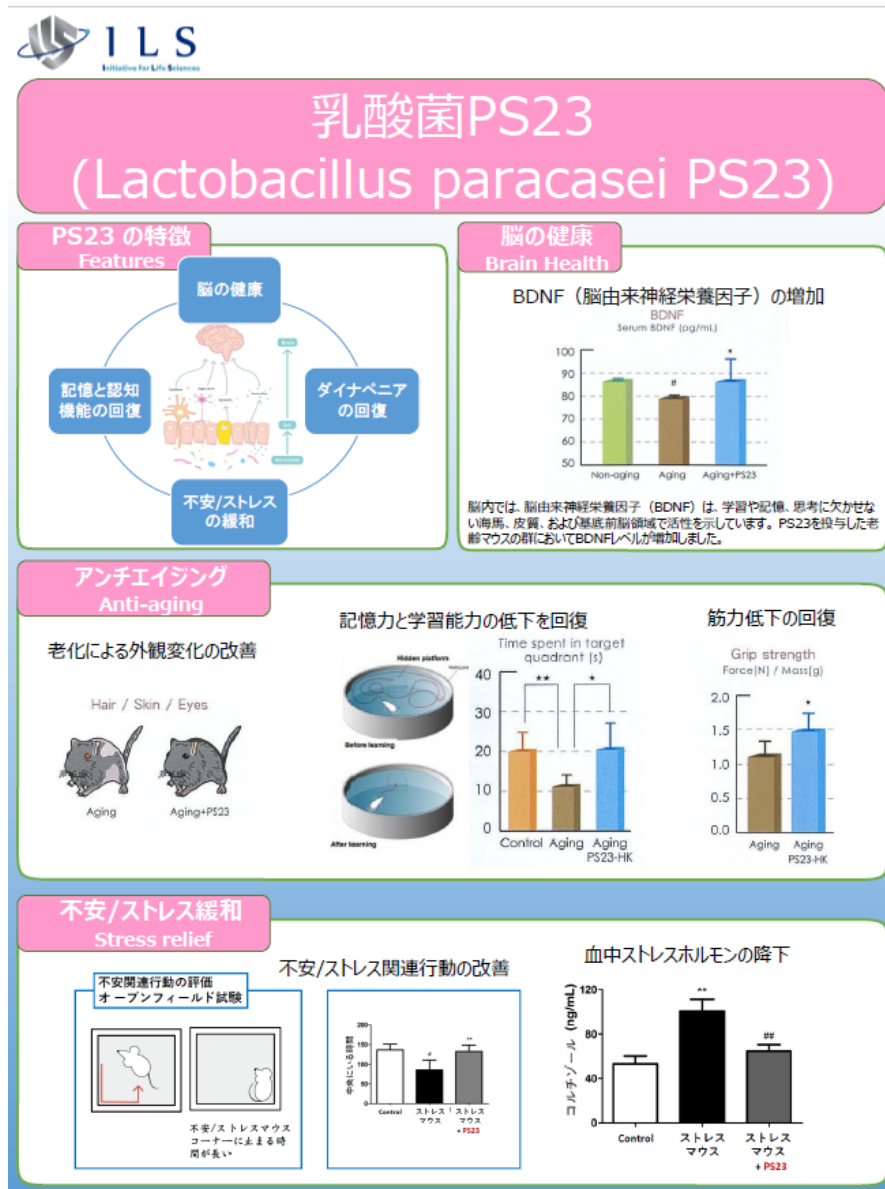 ILS
Initiative for Life Sciences
乳酸菌PS23
(Lactobacillus paracasei PS23)
PS23 の特徴
Features
脳の健康
記憶と認知
機能の回復
ダイナペニア
の回復
不安/ストレス
の緩和
Brain
脳の健康
Brain Health
BDNF（脳由来神経栄養因子）の増加
BDNF
Serum BDNF (pg/mL)
100
90
80
70
60
50
#
*
Non-aging
Aging
Aging+PS23
脳内では、脳由来神経栄養因子（BDNF）は、学習や記憶、思考に欠かせな
い海馬、皮質、および基底前脳領域で活性を示しています。PS23を投与した老
齢マウスの群においてBDNFレベルが増加しました。
アンチエイジング
Anti-aging
老化による外観変化の改善
Hair / Skin / Eyes
Aging
Aging+PS23
記憶力と学習能力の低下を回復
Hidden platform
Before learning
After learning
Time spent in target
quadrant (s)
40
30
20
10
0
**
*
Control
Aging
Aging
PS23-HK
筋力低下の回復
Grip strength
Force(N) / Mass(g)
2.0
1.5
1.0
0.5
0.0
*
Aging
Aging
PS23-HK
不安/ストレス緩和
Stress relief
不安関連行動の評価
オープンフィールド試験
不安/ストレスマウス
コーナーに止まる時
間が長い
不安/ストレス関連行動の改善
中央にいる時間
200
150
100
50
0
#
**
Control
ストレス
マウス
ストレス
マウス
+ PS23
血中ストレスホルモンの降下
コルチゾール (ng/mL)
120
80
40
0
**
##
Control
ストレス
マウス
ストレス
マウス
+ PS23